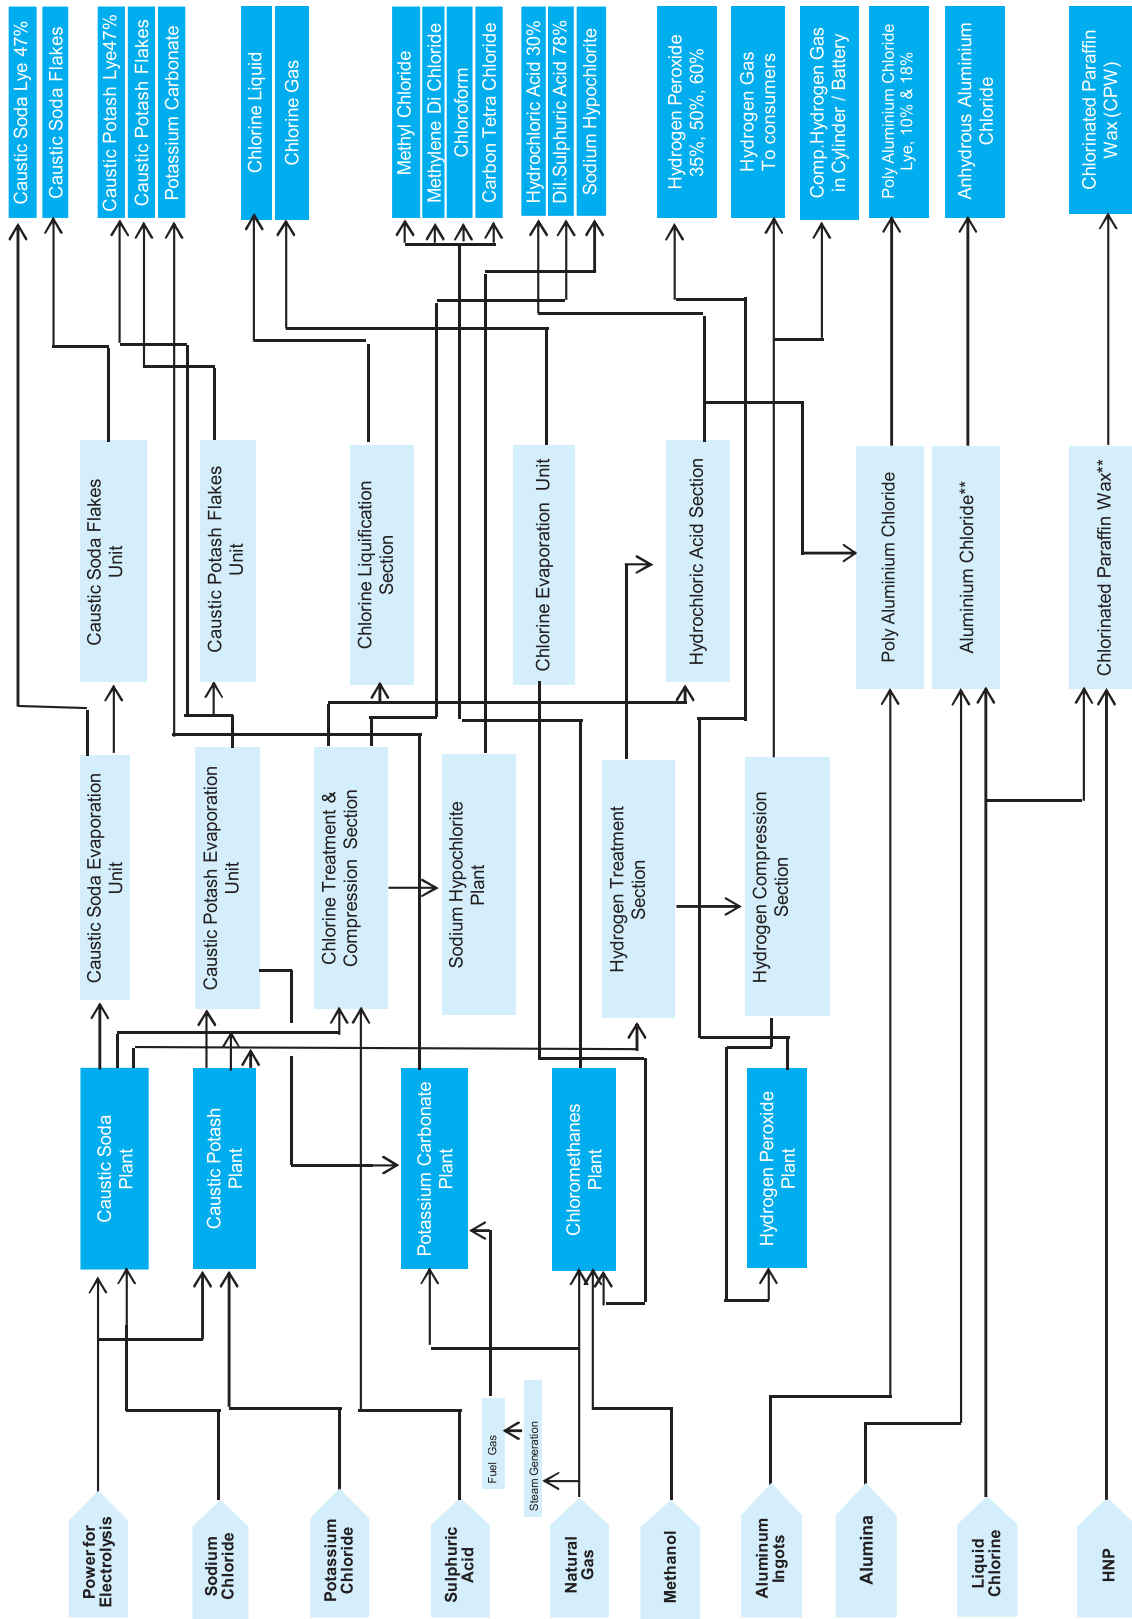 Power for
Electrolysis
Sodium
Chloride
Potassium
Chloride
Sulphuric
Acid
Natural
Gas
Methanol
Aluminum
Ingots
Alumina
Liquid
Chlorine
HNP
Fuel Gas
Steam Generation
Caustic Soda
Plant
Caustic Potash
Plant
Potassium Carbonate
Plant
Chloromethanes
Plant
Hydrogen Peroxide
Plant
Caustic Soda Evaporation
Unit
Caustic Potash Evaporation
Unit
Chlorine Treatment &
Compression Section
Sodium Hypochlorite
Plant
Hydrogen Treatment
Section
Hydrogen Compression
Section
Caustic Soda Flakes
Unit
Caustic Potash Flakes
Unit
Chlorine Liquification
Section
Chlorine Evaporation Unit
Hydrochloric Acid Section
Poly Aluminium Chloride
Aluminium Chloride**
Chlorinated Paraffin Wax**
Caustic Soda Lye 47%
Caustic Soda Flakes
Caustic Potash Lye47%
Caustic Potash Flakes
Potassium Carbonate
Chlorine Liquid
Chlorine Gas
Methyl Chloride
Methylene Di Chloride
Chloroform
Carbon Tetra Chloride
Hydrochloric Acid 30%
Dil.Sulphuric Acid 78%
Sodium Hypochlorite
Hydrogen Peroxide
35%, 50%, 60%
Hydrogen Gas
To consumers
Comp.Hydrogen Gas
in Cylinder / Battery
Poly Aluminium Chloride
Lye, 10% & 18%
Anhydrous Aluminium
Chloride
Chlorinated Paraffin
Wax (CPW)